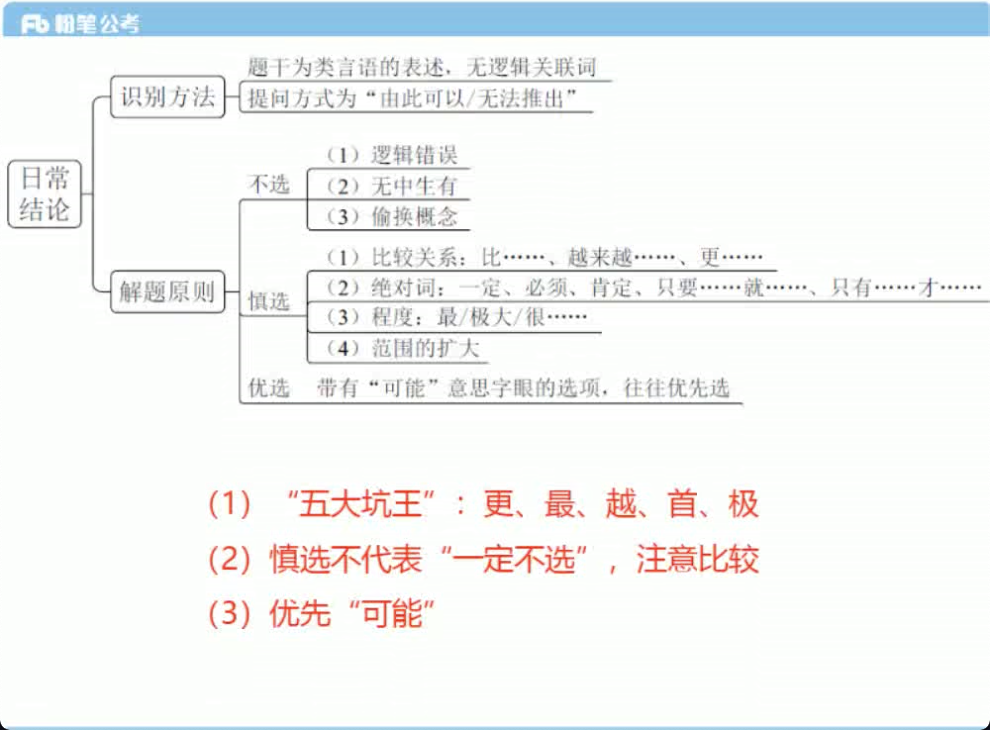 粉笔公考
题干为类言语的表述，无逻辑关联词
识别方法
提问方式为“由此可以/无法推出”
日常
结论
（1）逻辑错误
不选
（2）无中生有
（3）偷换概念
（1）比较关系：比……、越来越……、更……
解题原则
（2）绝对词：一定、必须、肯定、只要……就……、只有……才……
慎选
（3）程度：最/极大/很……
（4）范围的扩大
优选 带有“可能”意思字眼的选项，往往优先选
（1）“五大坑王”：更、最、越、首、极
（2）慎选不代表“一定不选”，注意比较
（3）优先“可能”